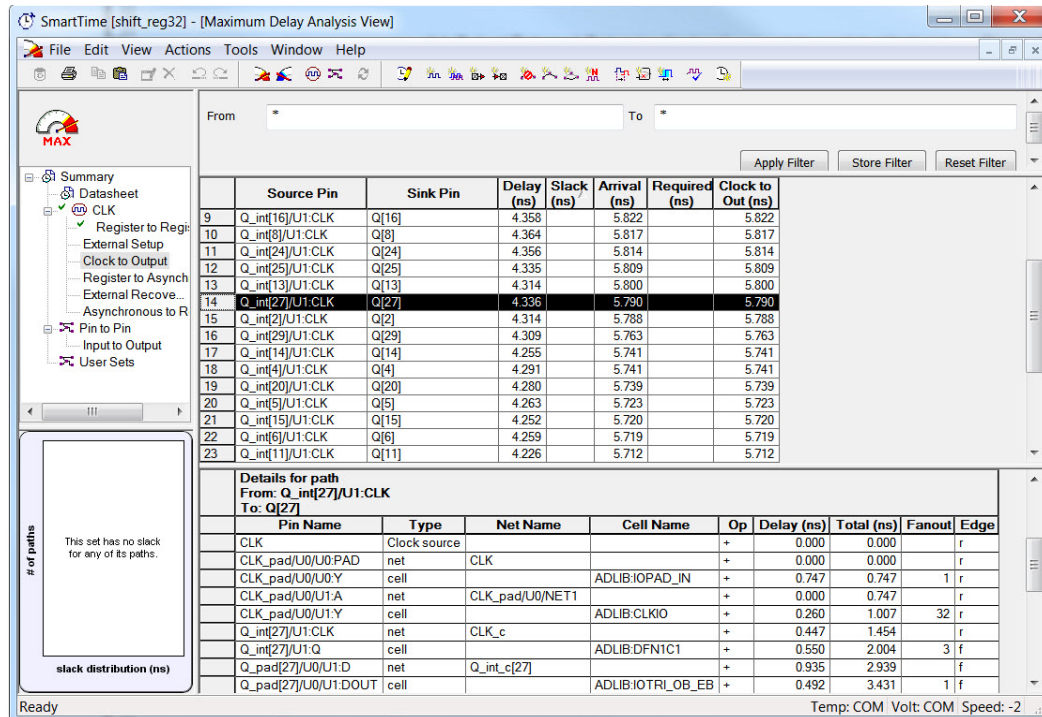 SmartTime [shift_reg32] - [Maximum Delay Analysis View]
File Edit View Actions Tools Window Help
MAX
From * To *
Apply Filter Store Filter Reset Filter
Summary
Datasheet
CLK
Register to Regi
External Setup
Clock to Output
Register to Asynch
External Recove...
Asynchronous to R
Pin to Pin
Input to Output
User Sets
Source Pin Sink Pin Delay (ns) Slack (ns) Arrival (ns) Required (ns) Clock to Out (ns)
9 Q_int[16]/U1:CLK Q[16] 4.358 5.822 5.822
10 Q_int[8]/U1:CLK Q[8] 4.364 5.817 5.817
11 Q_int[24]/U1:CLK Q[24] 4.356 5.814 5.814
12 Q_int[25]/U1:CLK Q[25] 4.335 5.809 5.809
13 Q_int[13]/U1:CLK Q[13] 4.314 5.800 5.800
14 Q_int[27]/U1:CLK Q[27] 4.336 5.790 5.790
15 Q_int[2]/U1:CLK Q[2] 4.314 5.788 5.788
16 Q_int[29]/U1:CLK Q[29] 4.309 5.763 5.763
17 Q_int[14]/U1:CLK Q[14] 4.255 5.741 5.741
18 Q_int[4]/U1:CLK Q[4] 4.291 5.741 5.741
19 Q_int[20]/U1:CLK Q[20] 4.280 5.739 5.739
20 Q_int[5]/U1:CLK Q[5] 4.263 5.723 5.723
21 Q_int[15]/U1:CLK Q[15] 4.252 5.720 5.720
22 Q_int[6]/U1:CLK Q[6] 4.259 5.719 5.719
23 Q_int[11]/U1:CLK Q[11] 4.226 5.712 5.712
# of paths
This set has no slack
for any of its paths.
slack distribution (ns)
Details for path
From: Q_int[27]/U1:CLK
To: Q[27]
Pin Name Type Net Name Cell Name Op Delay (ns) Total (ns) Fanout Edge
CLK Clock source + 0.000 0.000 r
CLK_pad/U0/U0:PAD net CLK + 0.000 0.000 r
CLK_pad/U0/U0:Y cell ADLIB:IOPAD_IN + 0.747 0.747 1 r
CLK_pad/U0/U1:A net CLK_pad/U0/NET1 + 0.000 0.747 r
CLK_pad/U0/U1:Y cell ADLIB:CLKIO + 0.260 1.007 32 r
Q_int[27]/U1:CLK net CLK_c + 0.447 1.454 r
Q_int[27]/U1:Q cell ADLIB:DFN1C1 + 0.550 2.004 3 f
Q_pad[27]/U0/U1:D net Q_int_c[27] + 0.935 2.939 f
Q_pad[27]/U0/U1:DOUT cell ADLIB:IOTRI_OB_EB + 0.492 3.431 1 f
Ready Temp: COM Volt: COM Speed: -2